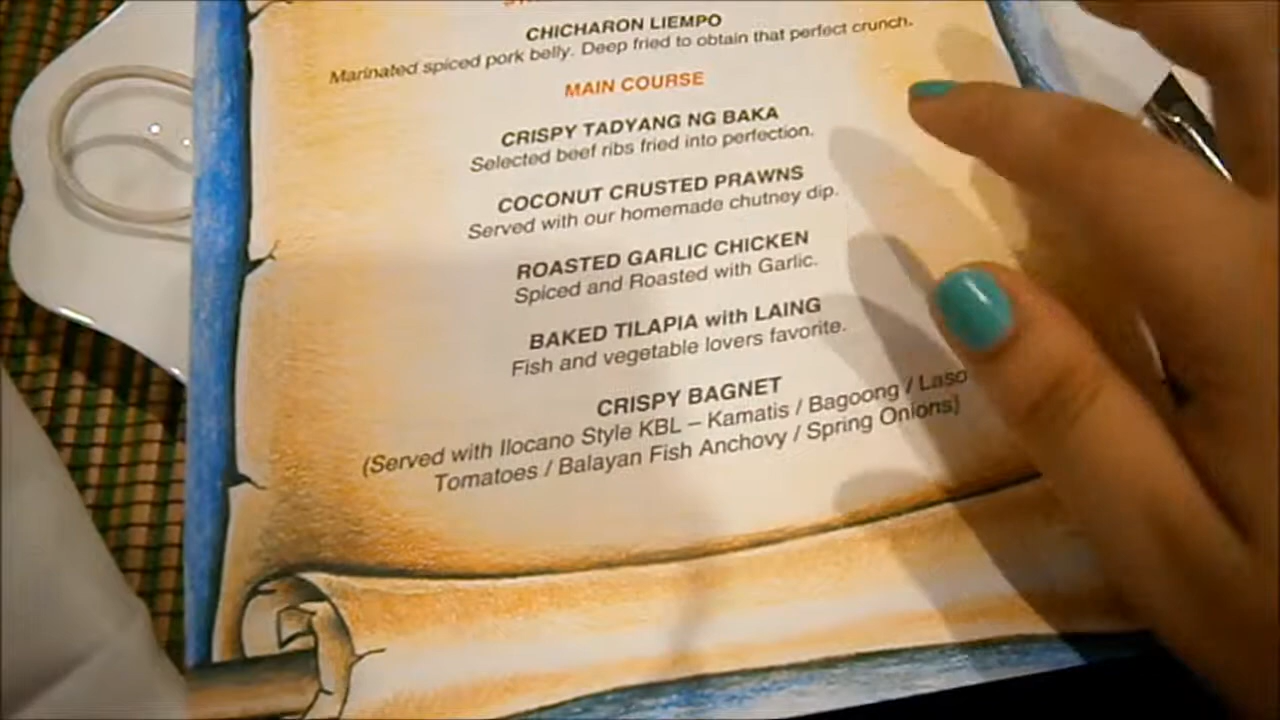 CHICHARON LIEMPO
Marinated spiced pork belly. Deep fried to obtain that perfect crunch.
MAIN COURSE
CRISPY TADYANG NG BAKA
Selected beef ribs fried into perfection.
COCONUT CRUSTED PRAWNS
Served with our homemade chutney dip.
ROASTED GARLIC CHICKEN
Spiced and Roasted with Garlic.
BAKED TILAPIA with LAING
Fish and vegetable lovers favorite.
CRISPY BAGNET
(Served with Ilocano Style KBL – Kamatis / Bagoong / Laso
Tomatoes / Balayan Fish Anchovy / Spring Onions)